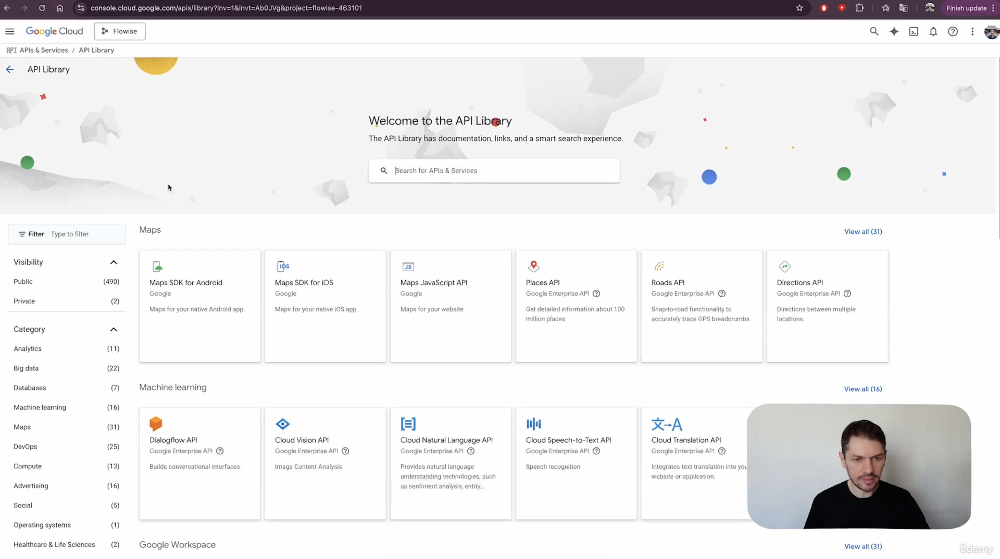 console.cloud.google.com/apis/library?inv=1&invt=Ab0JVg&project=flowise-463101
Finish update
Google Cloud
Flowise
API APIs & Services / API Library
API Library
Welcome to the API Library
The API Library has documentation, links, and a smart search experience.
Search for APIs & Services
Filter Type to filter
Visibility
Public (490)
Private (2)
Category
Analytics (11)
Big data (22)
Databases (7)
Machine learning (16)
Maps (31)
DevOps (25)
Compute (13)
Advertising (16)
Social (5)
Operating systems (1)
Healthcare & Life Sciences (2)
Maps
View all (31)
Maps SDK for Android
Google
Maps for your native Android app.
iOS
Maps SDK for iOS
Google
Maps for your native iOS app.
JS
Maps JavaScript API
Google
Maps for your website
Places API
Google Enterprise API
Get detailed information about 100
million places
Roads API
Google Enterprise API
Snap-to-road functionality to
accurately trace GPS breadcrumbs.
Directions API
Google Enterprise API
Directions between multiple
locations.
Machine learning
View all (16)
Dialogflow API
Google Enterprise API
Builds conversational interfaces
Cloud Vision API
Google Enterprise API
Image Content Analysis
Cloud Natural Language API
Google Enterprise API
Provides natural language
understanding technologies, such
as sentiment analysis, entity...
Cloud Speech-to-Text API
Google Enterprise API
Speech recognition
文→A
Cloud Translation API
Google Enterprise API
Integrates text translation into you
website or application.
Google Workspace
View all (31)
ûdemy